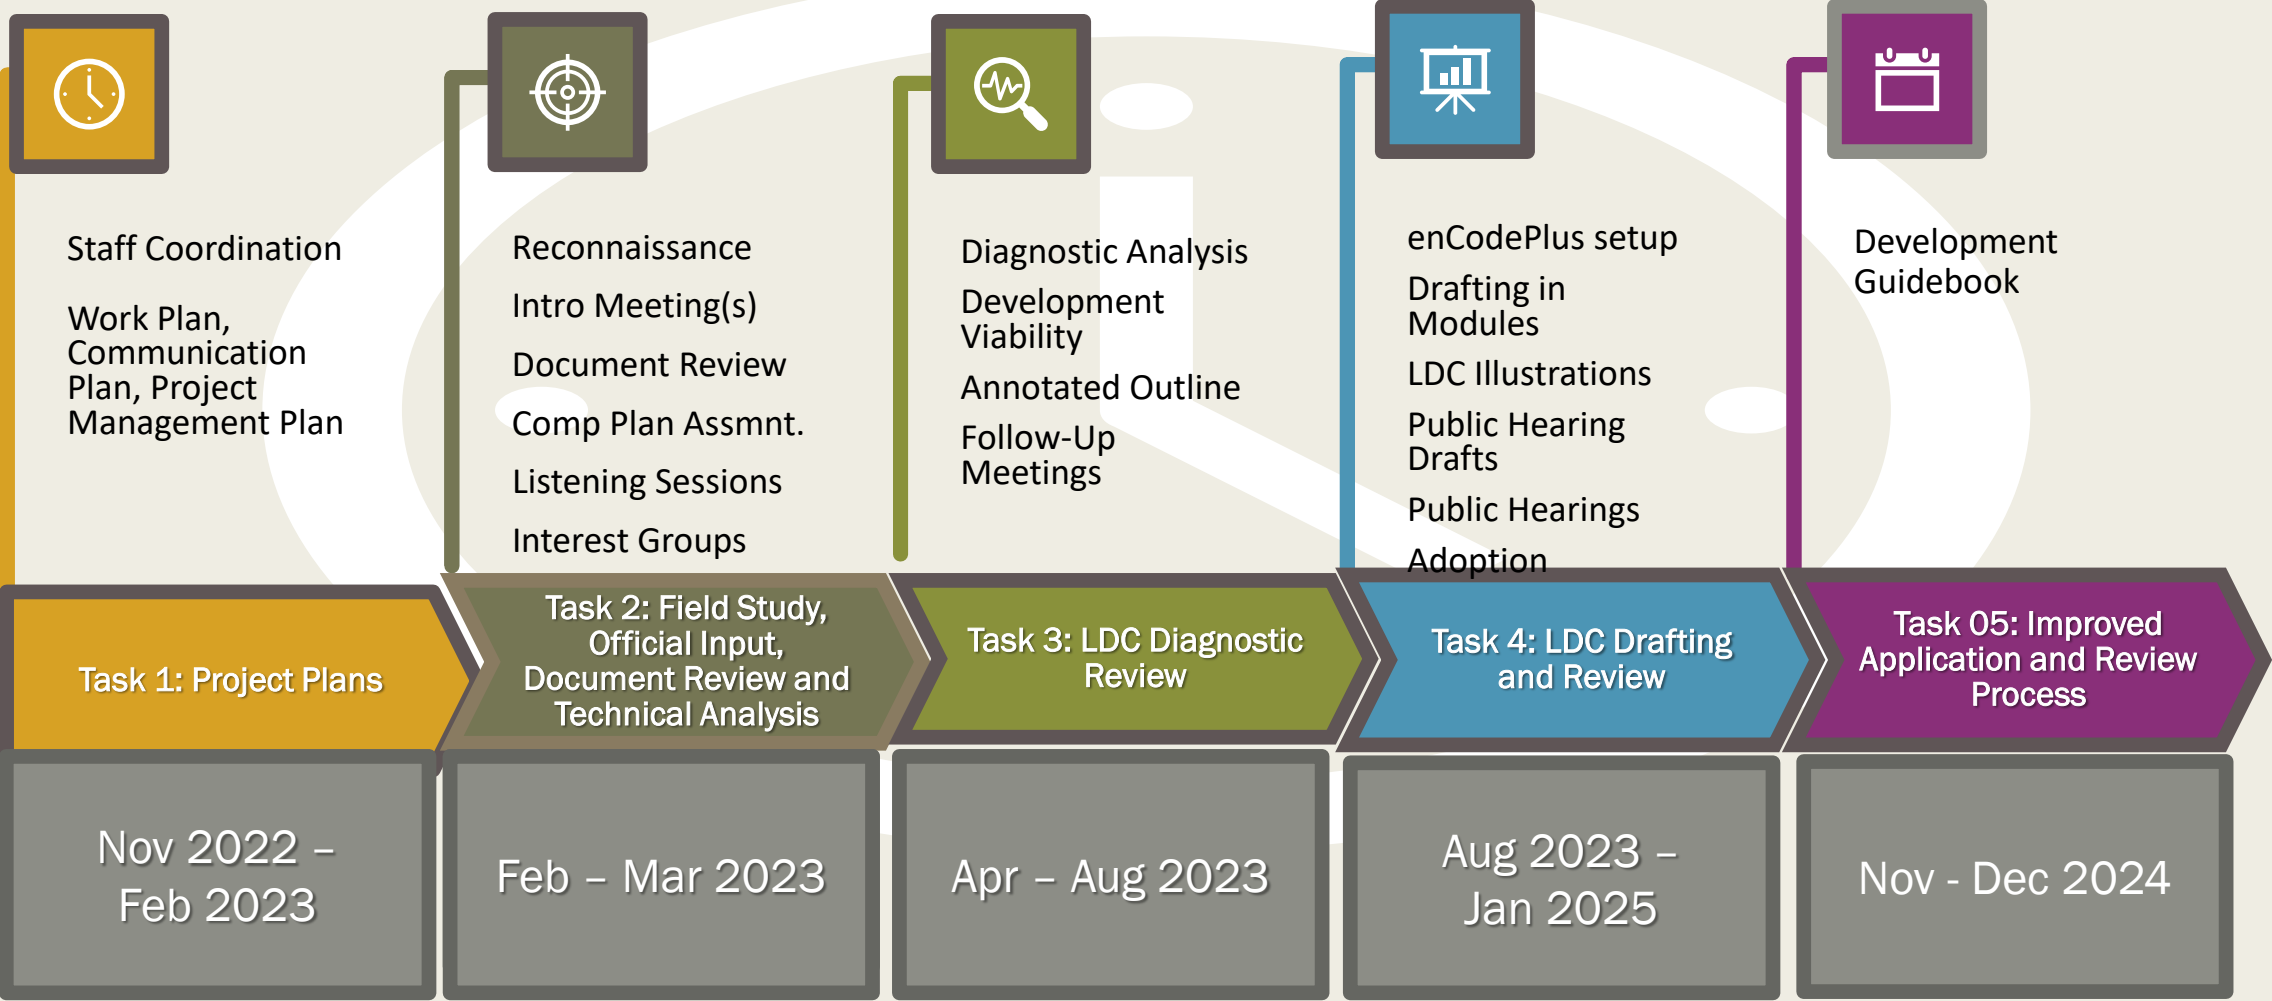 Staff Coordination
Work Plan,
Communication
Plan, Project
Management Plan
Reconnaissance
Intro Meeting(s)
Document Review
Comp Plan Assmnt.
Listening Sessions
Interest Groups
Diagnostic Analysis
Development
Viability
Annotated Outline
Follow-Up
Meetings
enCodePlus setup
Drafting in
Modules
LDC Illustrations
Public Hearing
Drafts
Public Hearings
Adoption
Development
Guidebook
Task 1: Project Plans
Task 2: Field Study,
Official Input,
Document Review and
Technical Analysis
Task 3: LDC Diagnostic
Review
Task 4: LDC Drafting
and Review
Task 05: Improved
Application and Review
Process
Nov 2022 –
Feb 2023
Feb – Mar 2023
Apr – Aug 2023
Aug 2023 –
Jan 2025
Nov - Dec 2024